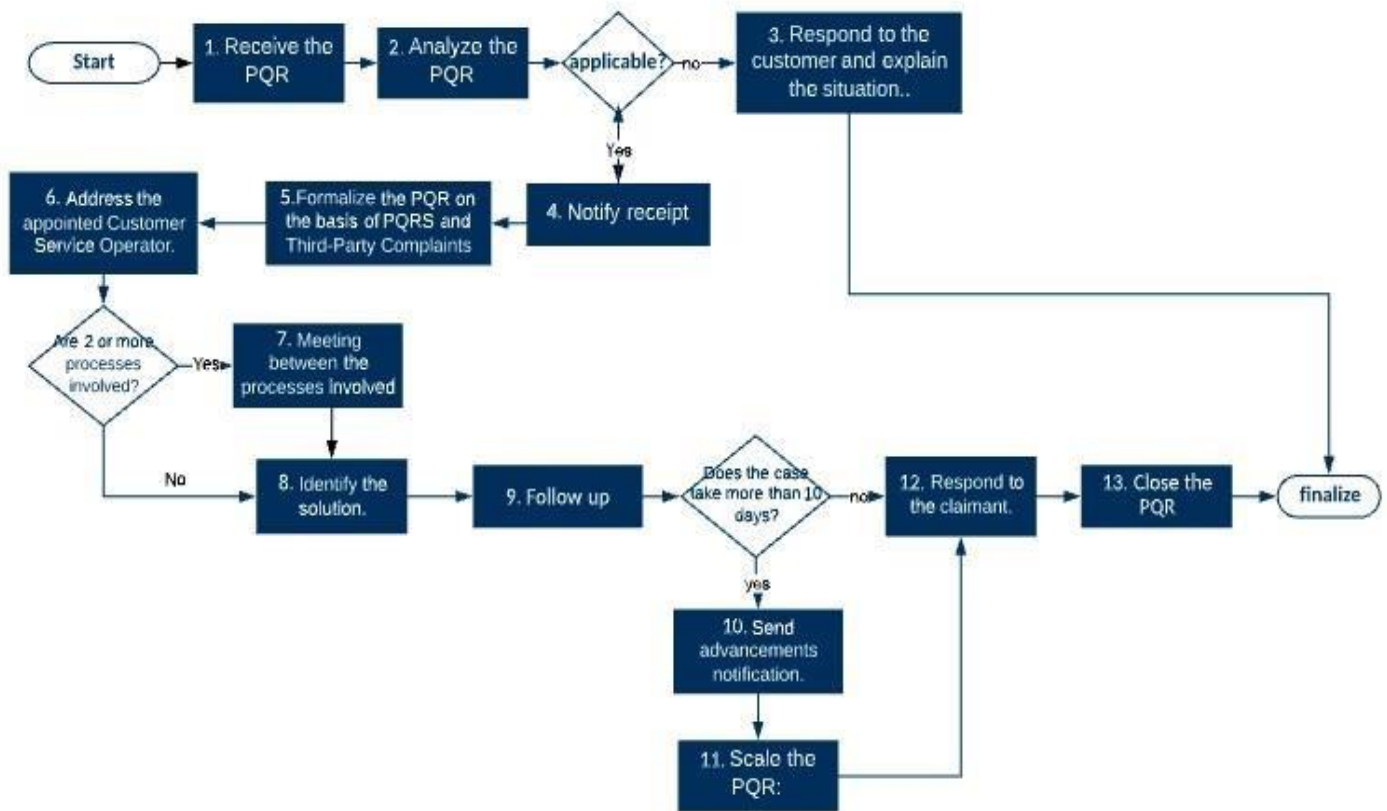 Start
1. Receive the
PQR
2. Analyze the
PQR
applicable?
no
3. Respond to the
customer and explain
the situation..
Yes
4. Notify receipt
5.Formalize the PQR on
the basis of PQRS and
Third-Party Complaints
6. Address the
appointed Customer
Service Operator.
Are 2 or more
processes
involved?
Yes
7. Meeting
between the
processes involved
No
8. Identify the
solution.
9. Follow up
Does the case
take more than 10
days?
no
12. Respond to
the claimant.
13. Close the
PQR
finalize
yes
10. Send
advancements
notification.
11. Scale the
PQR: